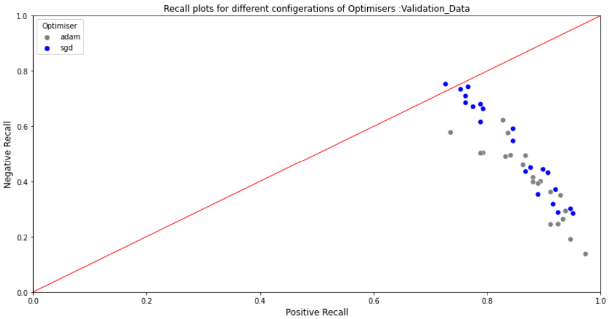 Recall plots for different configerations of Optimisers :Validation_Data
Optimiser
adam
sgd
Negative Recall
1.0
0.8
0.6
0.4
0.2
0.0
0.0 0.2 0.4 0.6 0.8 1.0
Positive Recall